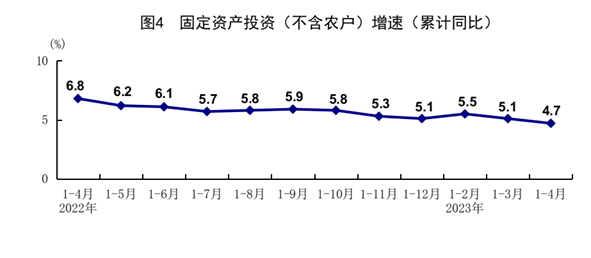 图4 固定资产投资（不含农户）增速（累计同比）
(%)
10
6.8 6.2 6.1 5.7 5.8 5.9 5.8 5.3 5.1 5.5 5.1 4.7
5
0
1-4月 1-5月 1-6月 1-7月 1-8月 1-9月 1-10月 1-11月 1-12月 1-2月 1-3月 1-4月
2022年 2023年